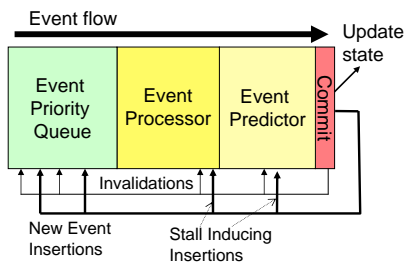 Event flow
Update
state
Event
Priority
Queue
Event
Processor
Event
Predictor
Commit
Invalidations
New Event
Insertions
Stall Inducing
Insertions